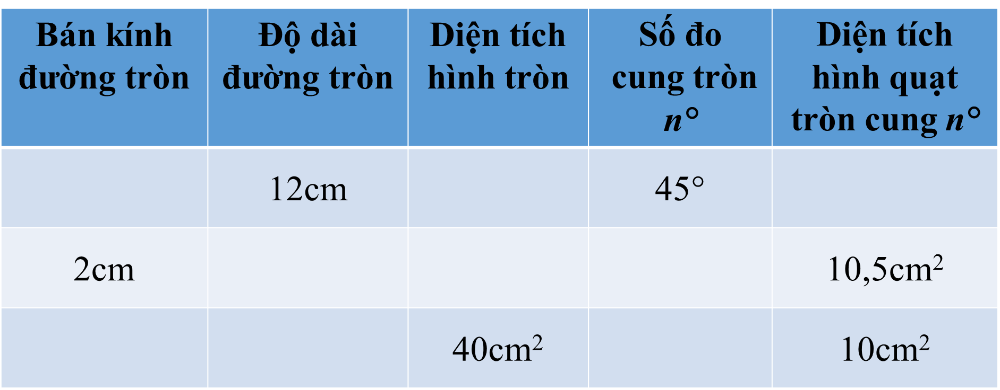 Bán kính
đường tròn
Độ dài
đường tròn
Diện tích
hình tròn
Số đo
cung tròn
n°
Diện tích
hình quạt
tròn cung n°
12cm
45°
2cm
10,5cm²
40cm²
10cm²